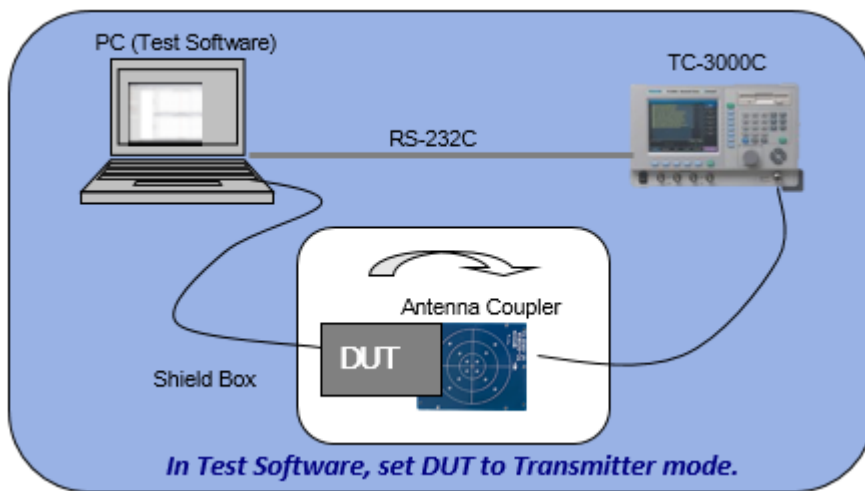 PC (Test Software)
TC-3000C
RS-232C
Antenna Coupler
DUT
Shield Box
In Test Software, set DUT to Transmitter mode.